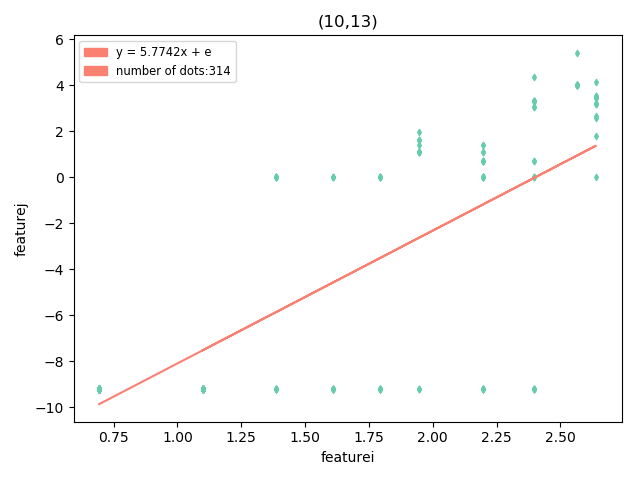 (10,13)
y = 5.7742x + e
number of dots:314
featurej
6
4
2
0
−2
−4
−6
−8
−10
0.75 1.00 1.25 1.50 1.75 2.00 2.25 2.50
featurei